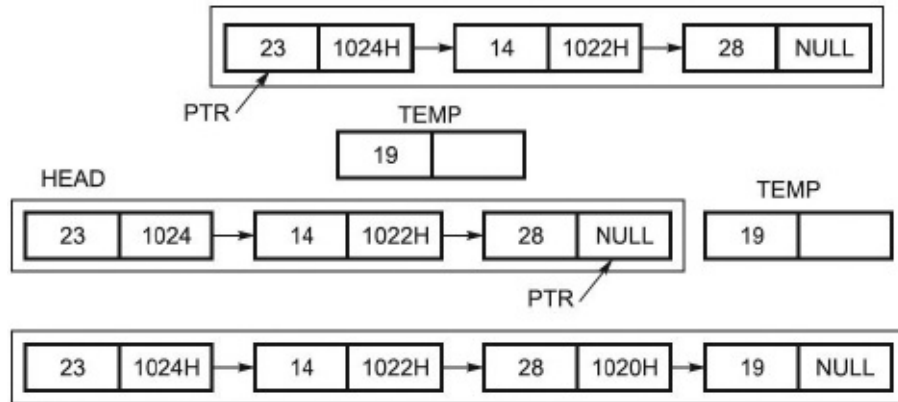 23 1024H 14 1022H 28 NULL
PTR
TEMP
19
HEAD
TEMP
23 1024 14 1022H 28 NULL 19
PTR
23 1024H 14 1022H 28 1020H 19 NULL